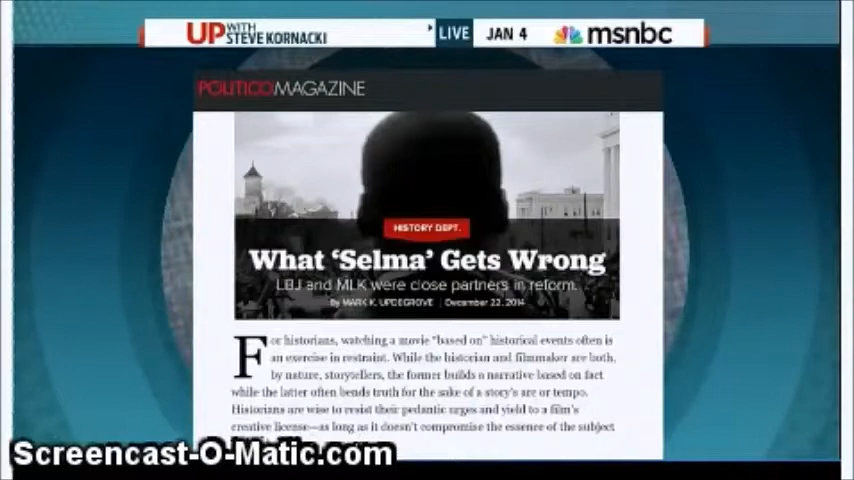 UP WITH STEVE KORNACKI
LIVE
JAN 4
msnbc
POLITICOMAGAZINE
HISTORY DEPT.
What ‘Selma’ Gets Wrong
LBJ and MLK were close partners in reform.
By MARK K. UPDEGROVE | December 22, 2014
For historians, watching a movie "based on" historical events often is
an exercise in restraint. While the historian and filmmaker are both,
by nature, storytellers, the former builds a narrative based on fact
while the latter often bends truth for the sake of a story's arc or tempo.
Historians are wise to resist their pedantic urges and yield to a film's
creative license—as long as it doesn't compromise the essence of the subject
Screencast-O-Matic.com